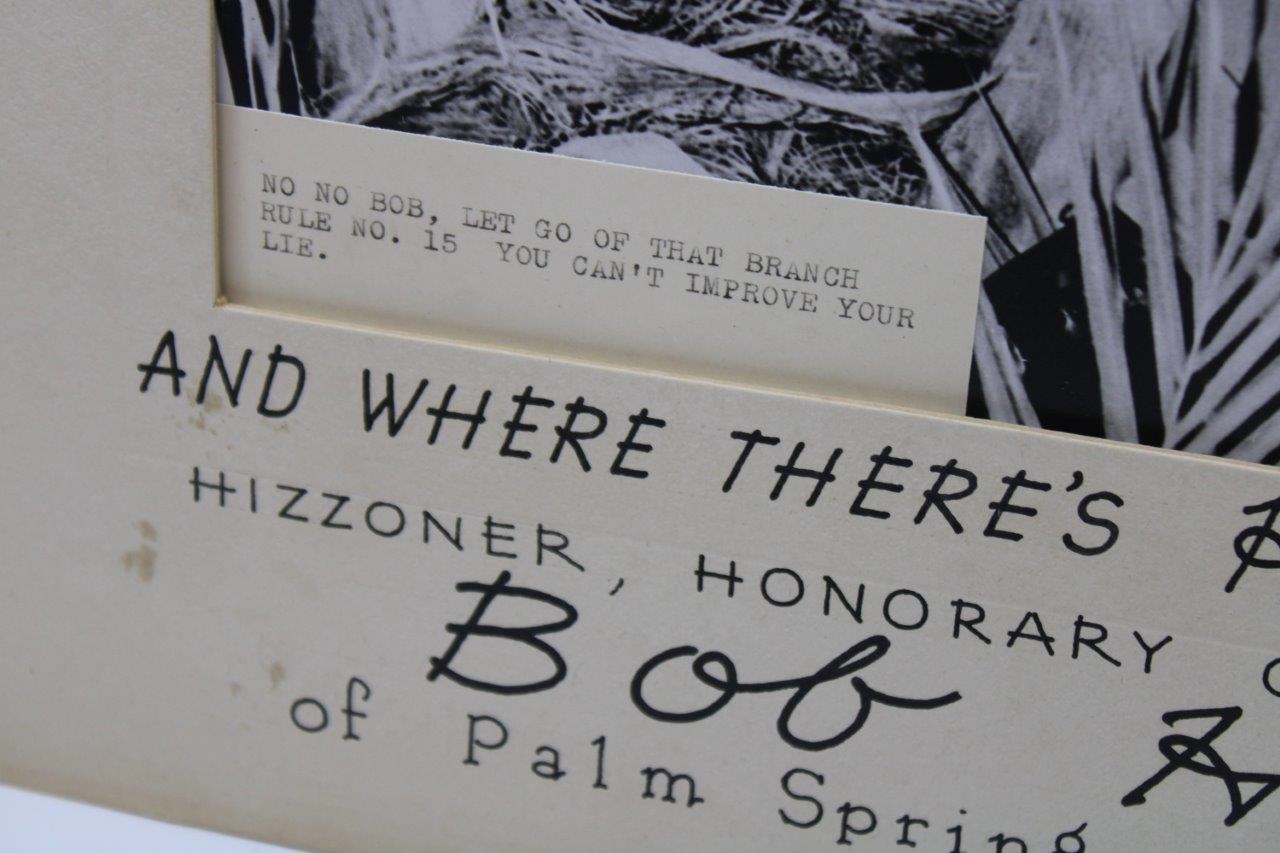 NO NO BOB, LET GO OF THAT BRANCH
RULE NO. 15 YOU CAN'T IMPROVE YOUR
LIE.
AND WHERE THERE'S
HIZZONER, HONORARY
Bob
of Palm Spring